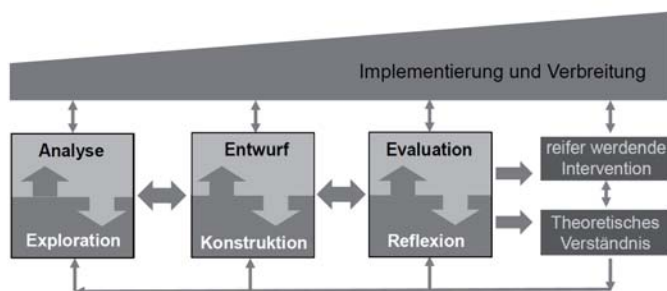 Implementierung und Verbreitung
Analyse
Exploration
Entwurf
Konstruktion
Evaluation
Reflexion
reifer werdende
Intervention
Theoretisches
Verständnis